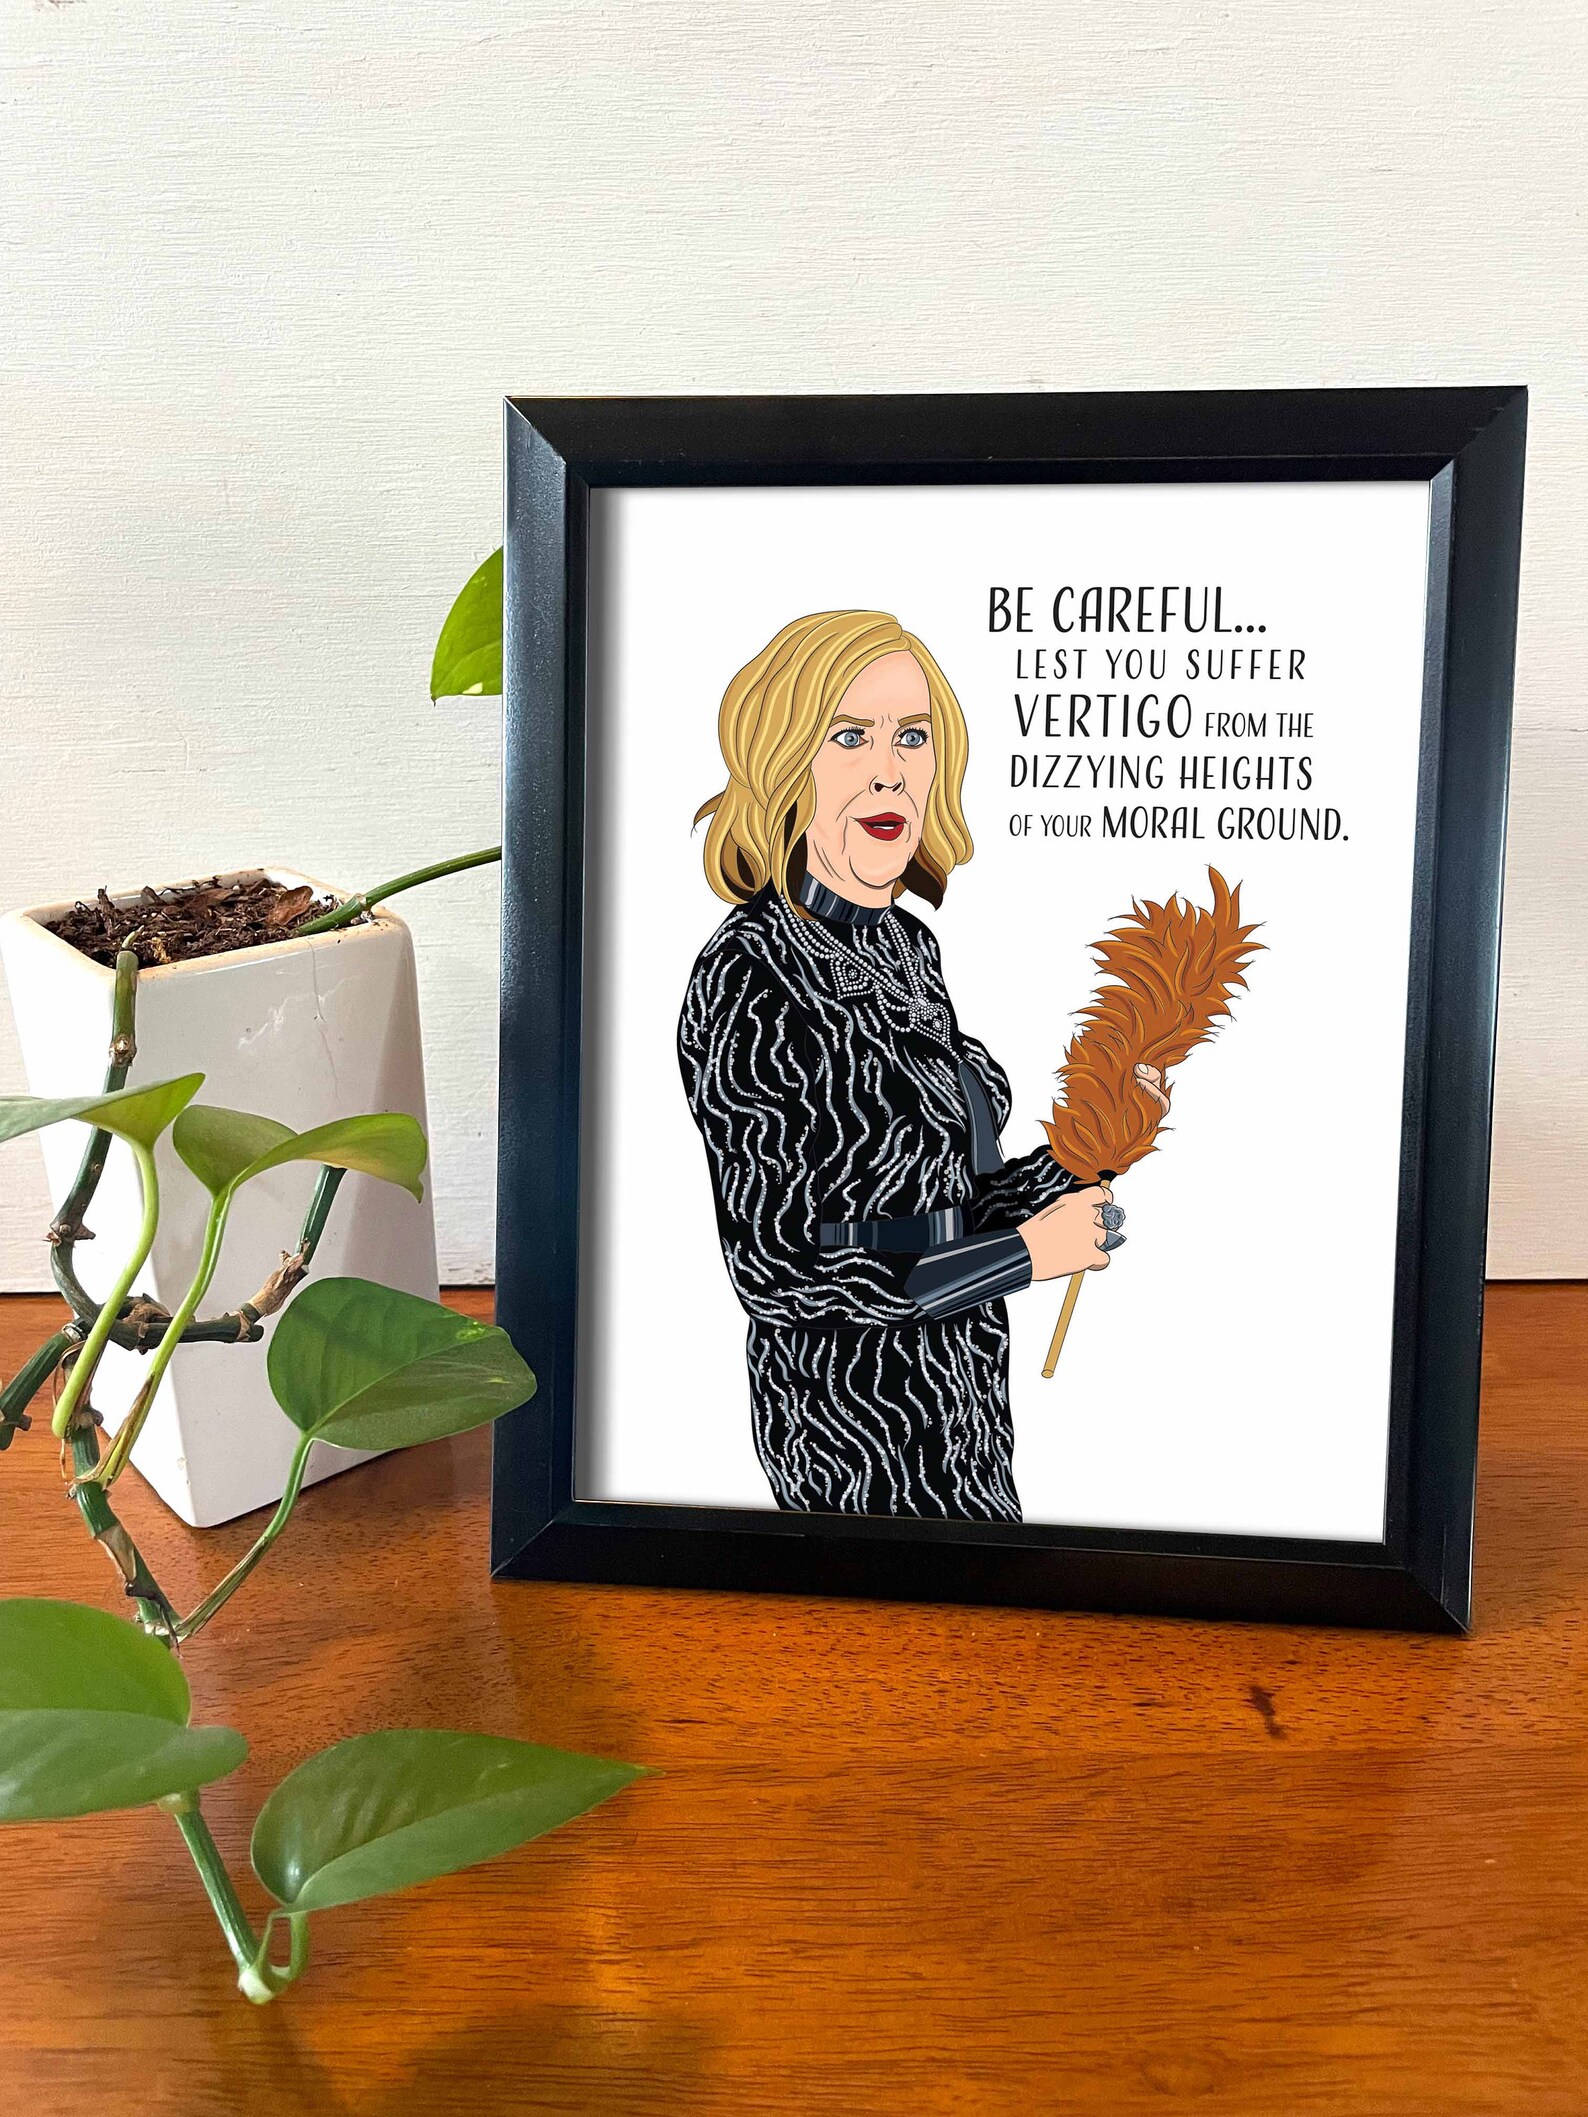 BE CAREFUL...
LEST YOU SUFFER
VERTIGO FROM THE
DIZZYING HEIGHTS
OF YOUR MORAL GROUND.